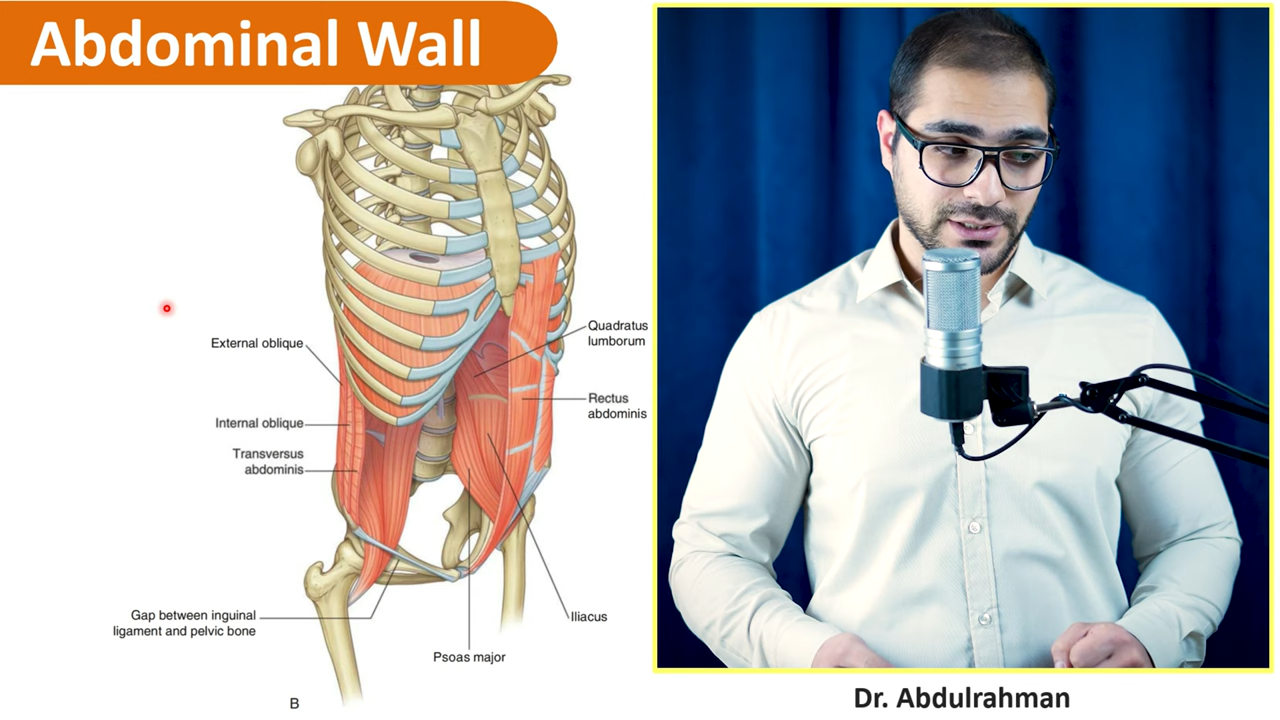 Abdominal Wall
External oblique
Internal oblique
Transversus
abdominis
Quadratus
lumborum
Rectus
abdominis
Gap between inguinal
ligament and pelvic bone
Iliacus
Psoas major
B
Dr. Abdulrahman